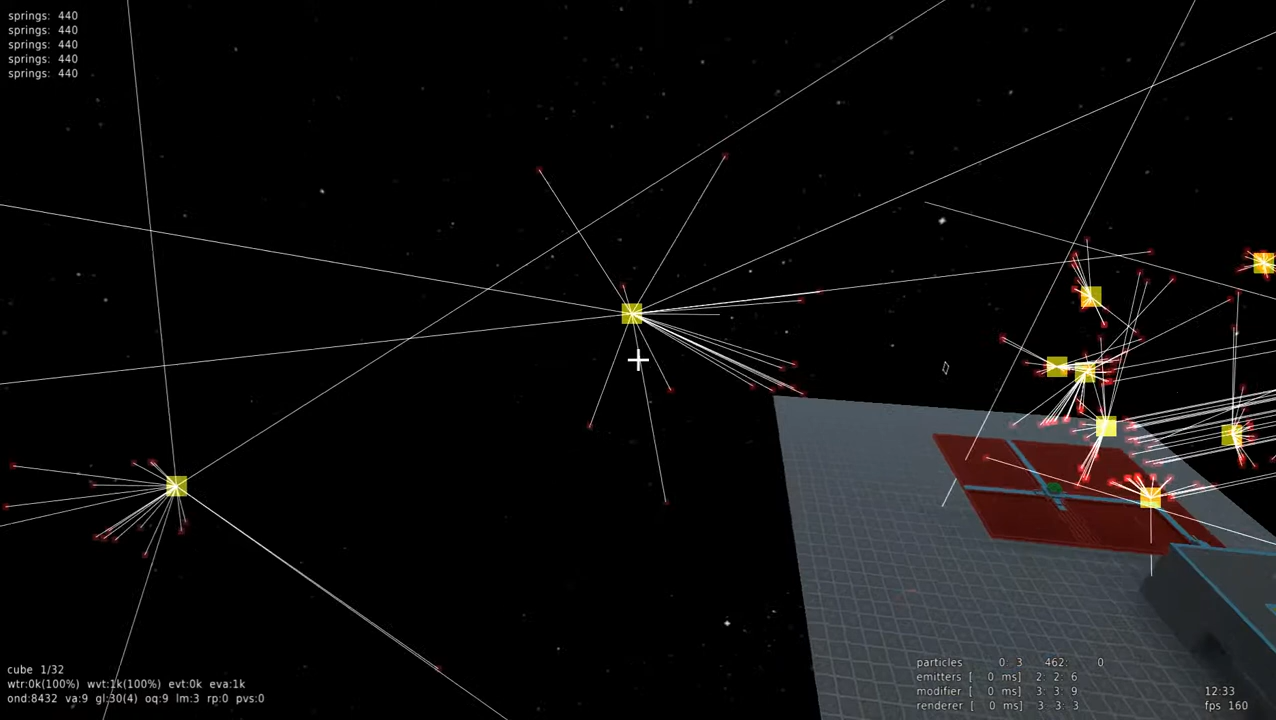 springs: 440
springs: 440
springs: 440
springs: 440
springs: 440
cube 1/32
wtr:0k(100%) wvt:1k(100%) evt:0k eva:1k
ond:8432 va:9 gl:30(4) oq:9 lm:3 rp:0 pvs:0
particles 0: 3 462: 0
emitters [ 0 ms] 2: 2: 6
modifier [ 0 ms] 3: 3: 9
renderer [ 0 ms] 3: 3: 3
12:33
fps 160